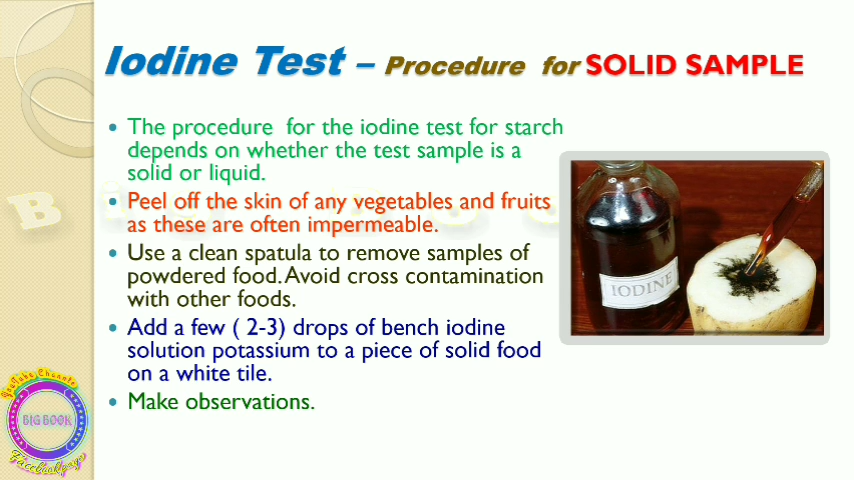 Iodine Test – Procedure for SOLID SAMPLE
The procedure for the iodine test for starch
depends on whether the test sample is a
solid or liquid.
Peel off the skin of any vegetables and fruits
as these are often impermeable.
Use a clean spatula to remove samples of
powdered food. Avoid cross contamination
with other foods.
Add a few ( 2-3) drops of bench iodine
solution potassium to a piece of solid food
on a white tile.
Make observations.
IODINE
YouTube Channel
BIG BOOK